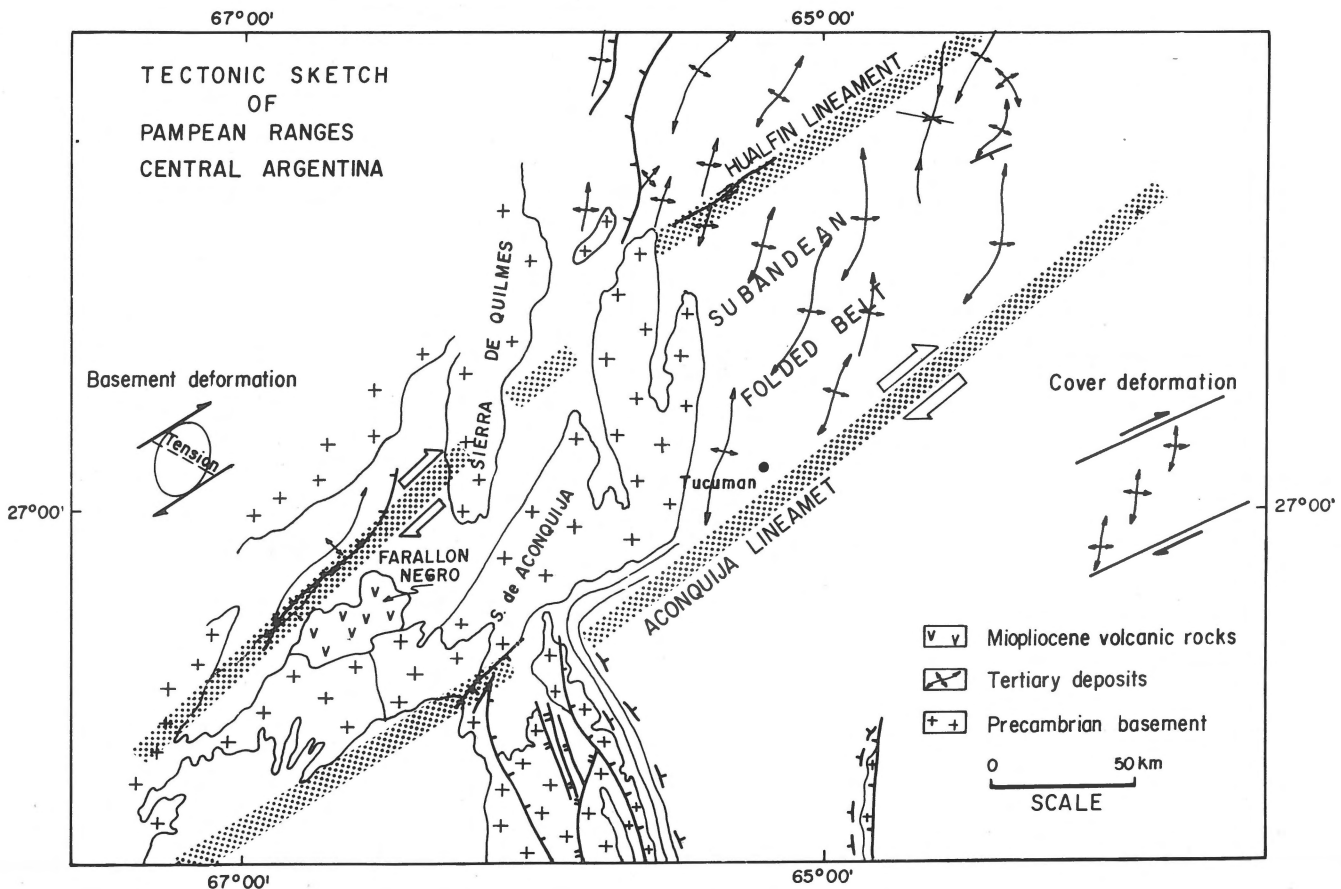 67°00'
65°00'
TECTONIC SKETCH
OF
PAMPEAN RANGES
CENTRAL ARGENTINA
HUALFIN LINEAMENT
SIERRA DE QUILMES
SUBANDEAN
FOLDED BELT
Basement deformation
Tension
Cover deformation
Tucuman
27°00'
27°00'
FARALLON
NEGRO
S. de ACONQUIJA
ACONQUIJA LINEAMET
v v Miopliocene volcanic rocks
Tertiary deposits
+ + Precambrian basement
0 50 km
SCALE
67°00'
65°00'